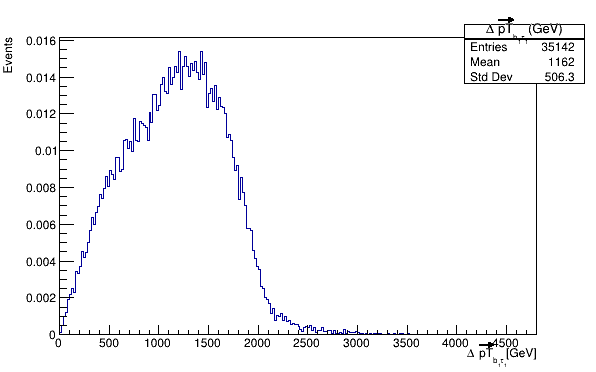 Δ pT b₁τ₁ (GeV)
Entries 35142
Mean 1162
Std Dev 506.3
Events
0.016
0.014
0.012
0.01
0.008
0.006
0.004
0.002
0
0 500 1000 1500 2000 2500 3000 3500 4000 4500
Δ pT b₁τ₁ [GeV]